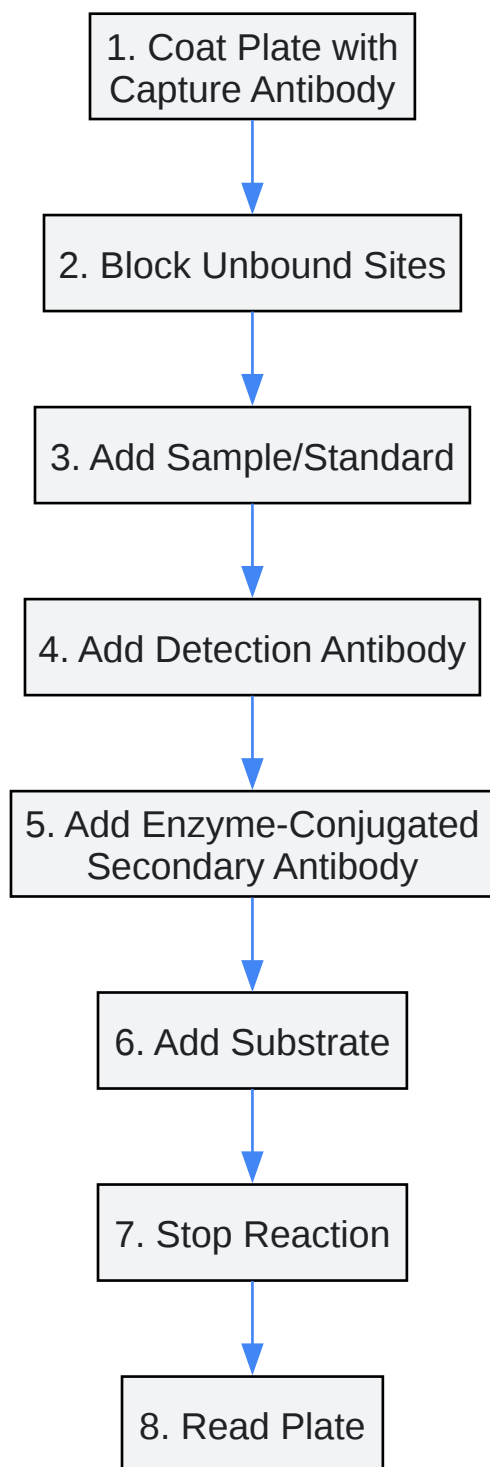 1. Coat Plate with
Capture Antibody
2. Block Unbound Sites
3. Add Sample/Standard
4. Add Detection Antibody
5. Add Enzyme-Conjugated
Secondary Antibody
6. Add Substrate
7. Stop Reaction
8. Read Plate